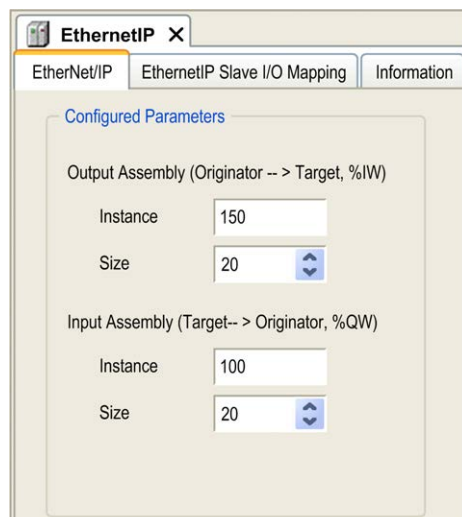 EthernetIP X
EtherNet/IP EthernetIP Slave I/O Mapping Information
Configured Parameters
Output Assembly (Originator -- > Target, %IW)
Instance 150
Size 20
Input Assembly (Target-- > Originator, %QW)
Instance 100
Size 20